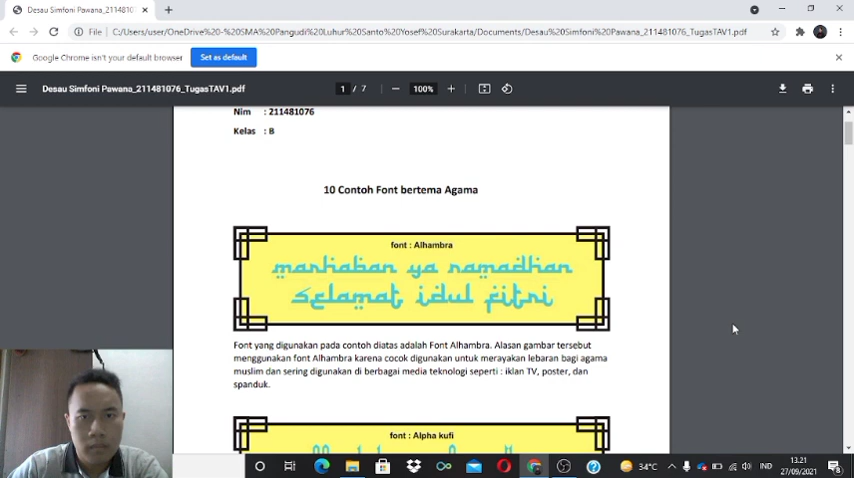 Desau Simfoni Pawana_21148107
File
C:/Users/user/OneDrive%20-%20SMA%20Pangudi%20Luhur%20Santo%20Yosef%20Surakarta/Documents/Desau%20Simfoni%20Pawana_211481076_TugasTAV1.pdf
Google Chrome isn't your default browser
Set as default
Desau Simfoni Pawana_211481076_TugasTAV1.pdf
1 / 7
100%
Nim : 211481076
Kelas : B
10 Contoh Font bertema Agama
font : Alhambra
marhaban ya ramadhan
selamat idul fitri
Font yang digunakan pada contoh diatas adalah Font Alhambra. Alasan gambar tersebut
menggunakan font Alhambra karena cocok digunakan untuk merayakan lebaran bagi agama
muslim dan sering digunakan di berbagai media teknologi seperti : iklan TV, poster, dan
spanduk.
font : Alpha kufi
34°C
IND
13.21
27/09/2021